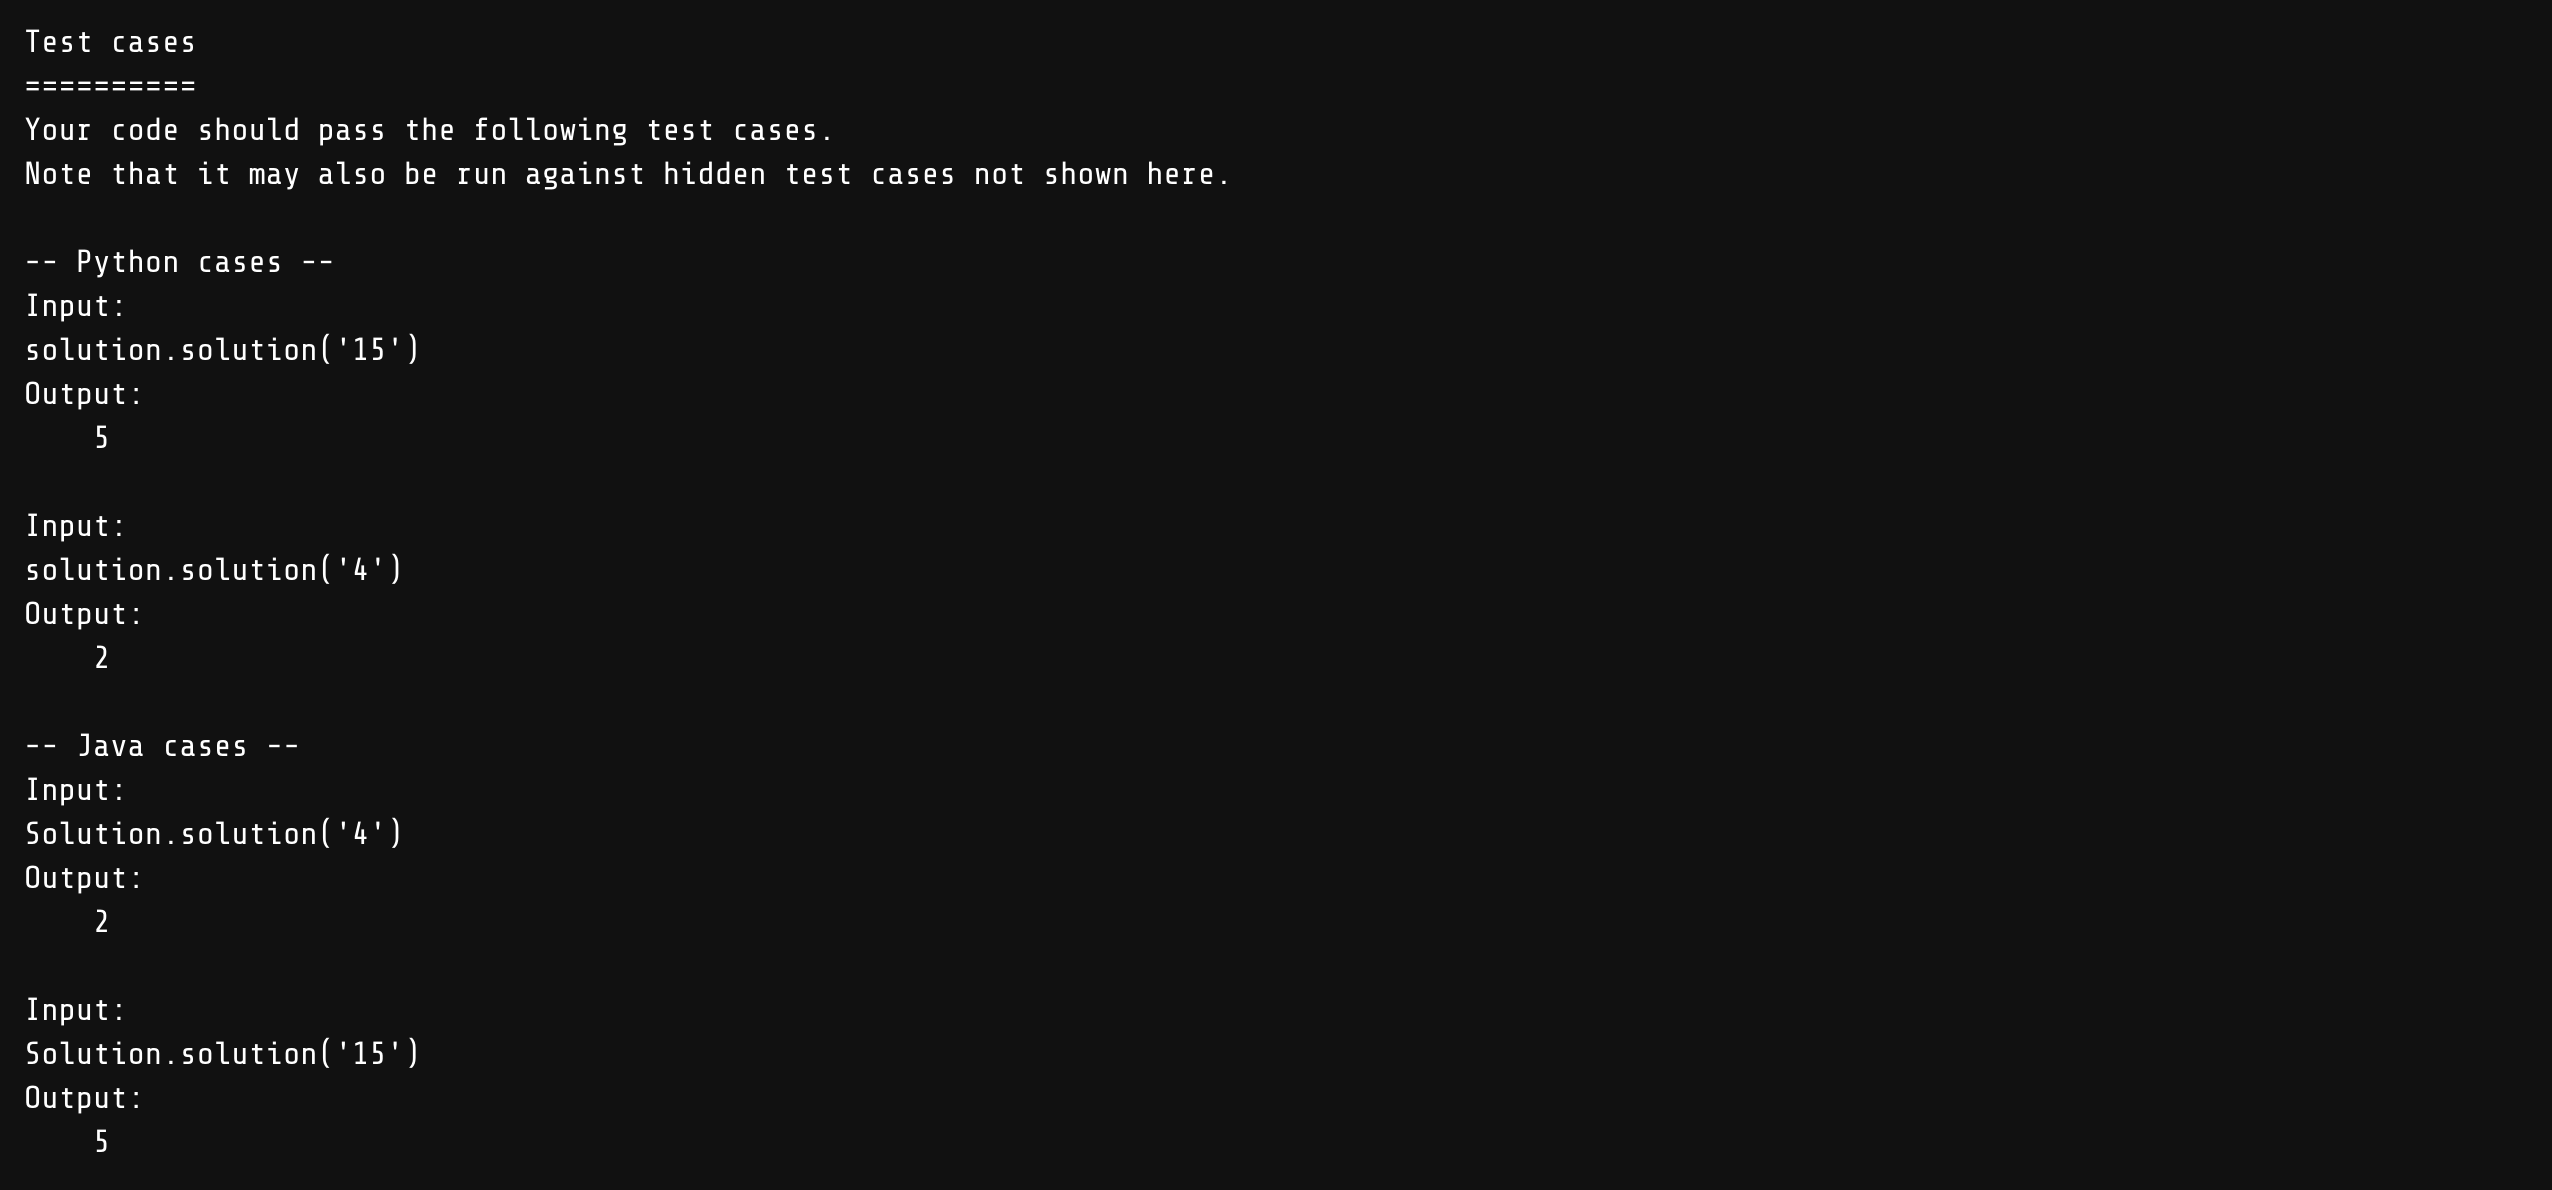 Test cases
==========
Your code should pass the following test cases.
Note that it may also be run against hidden test cases not shown here.

-- Python cases --
Input:
solution.solution('15')
Output:
    5

Input:
solution.solution('4')
Output:
    2

-- Java cases --
Input:
Solution.solution('4')
Output:
    2

Input:
Solution.solution('15')
Output:
    5